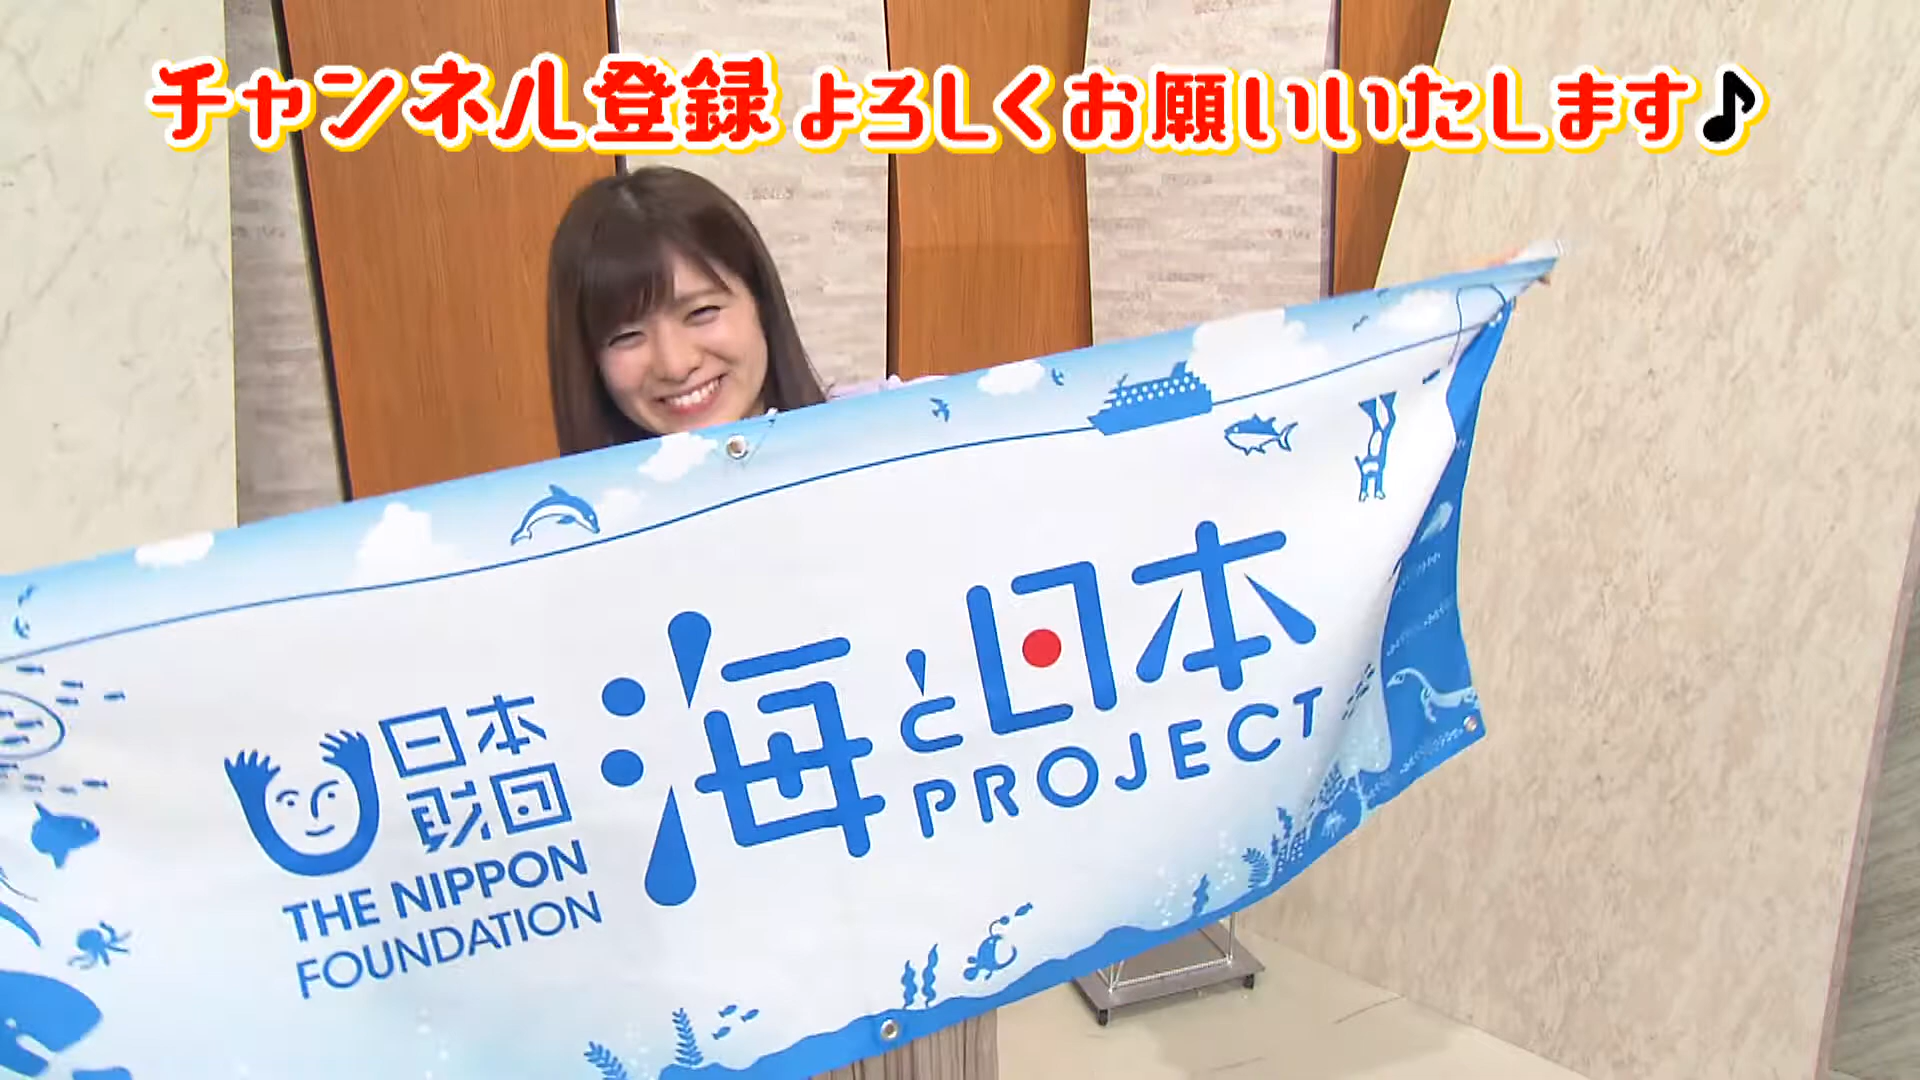 チャンネル登録 よろしくお願いいたします♪
日本
財団
THE NIPPON
FOUNDATION
海と日本
PROJECT